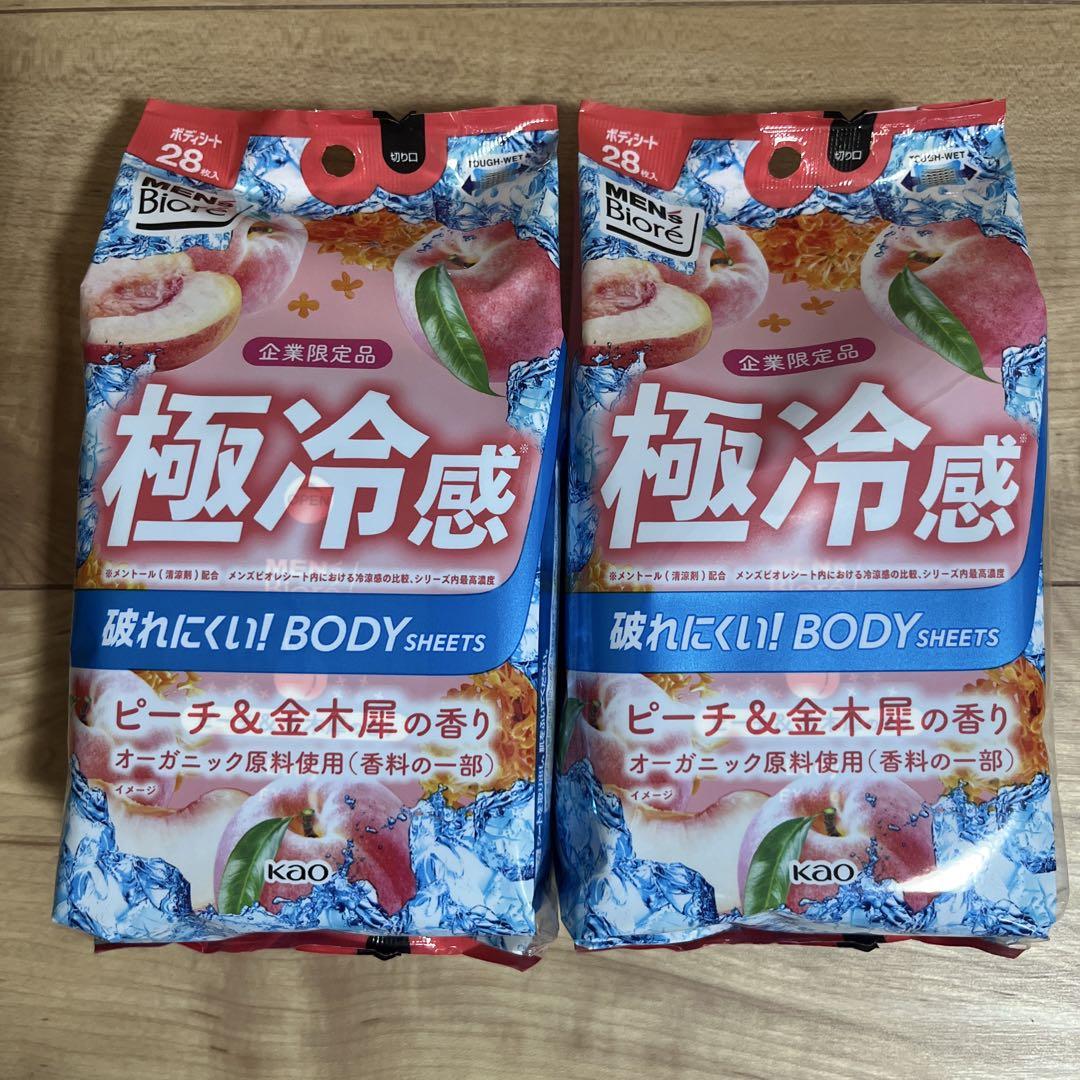 ボディシート
28枚入
切り口
TOUGH-WET
MEN's
Bioré
企業限定品
極冷感※
OPEN
※メントール(清涼剤)配合 メンズビオレシート内における冷涼感の比較、シリーズ内最高濃度
破れにくい! BODY SHEETS
ピーチ&金木犀の香り
オーガニック原料使用(香料の一部)
イメージ
Kao
ボディシート
28枚入
切り口
TOUGH-WET
MEN's
Bioré
企業限定品
極冷感※
※メントール(清涼剤)配合 メンズビオレシート内における冷涼感の比較、シリーズ内最高濃度
破れにくい! BODY SHEETS
ピーチ&金木犀の香り
オーガニック原料使用(香料の一部)
イメージ
Kao